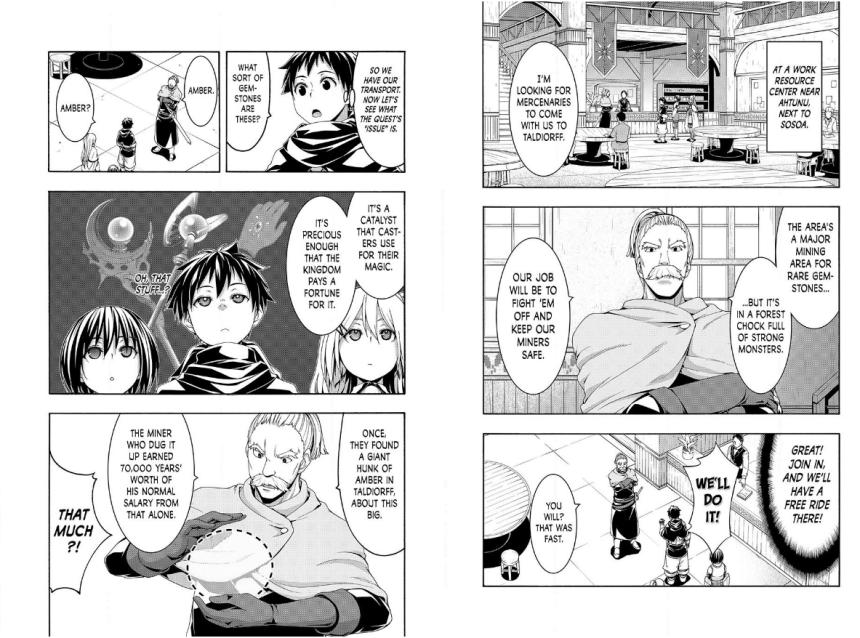 AT A WORK
RESOURCE
CENTER NEAR
AHTUNU,
NEXT TO
SOSOA.
I'M
LOOKING FOR
MERCENARIES
TO COME
WITH US TO
TALDIORFF.
THE AREA'S
A MAJOR
MINING
AREA FOR
RARE GEM-
STONES...
...BUT IT'S
IN A FOREST
CHOCK FULL
OF STRONG
MONSTERS.
OUR JOB
WILL BE TO
FIGHT 'EM
OFF AND
KEEP OUR
MINERS
SAFE.
GREAT!
JOIN IN,
AND WE'LL
HAVE A
FREE RIDE
THERE!
WE'LL
DO
IT!
YOU
WILL?
THAT WAS
FAST.
SO WE
HAVE OUR
TRANSPORT.
NOW LET'S
SEE WHAT
THE QUEST'S
"ISSUE" IS.
WHAT
SORT OF
GEM-
STONES
ARE
THESE?
AMBER.
AMBER?
IT'S A
CATALYST
THAT CAST-
ERS USE
FOR THEIR
MAGIC.
IT'S
PRECIOUS
ENOUGH
THAT THE
KINGDOM
PAYS A
FORTUNE
FOR IT.
OH, THAT
STUFF...?
ONCE,
THEY FOUND
A GIANT
HUNK OF
AMBER IN
TALDIORFF,
ABOUT THIS
BIG.
THE MINER
WHO DUG IT
UP EARNED
70,000 YEARS'
WORTH OF
HIS NORMAL
SALARY FROM
THAT ALONE.
THAT
MUCH
?!